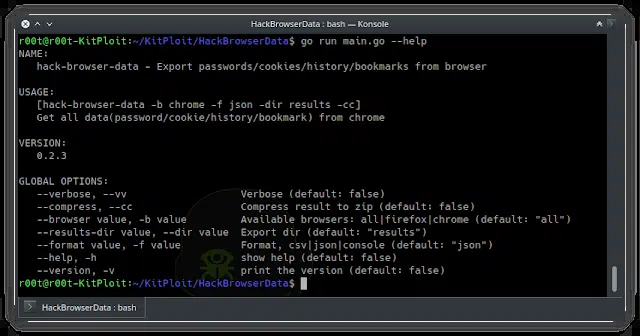 HackBrowserData : bash — Konsole
r00t@r00t-KitPloit:~/KitPloit/HackBrowserData$ go run main.go --help
NAME:
hack-browser-data - Export passwords/cookies/history/bookmarks from browser
USAGE:
[hack-browser-data -b chrome -f json -dir results -cc]
Get all data(password/cookie/history/bookmark) from chrome
VERSION:
0.2.3
GLOBAL OPTIONS:
--verbose, --vv Verbose (default: false)
--compress, --cc Compress result to zip (default: false)
--browser value, -b value Available browsers: all|firefox|chrome (default: "all")
--results-dir value, --dir value Export dir (default: "results")
--format value, -f value Format, csv|json|console (default: "json")
--help, -h show help (default: false)
--version, -v print the version (default: false)
r00t@r00t-KitPloit:~/KitPloit/HackBrowserData$
HackBrowserData : bash